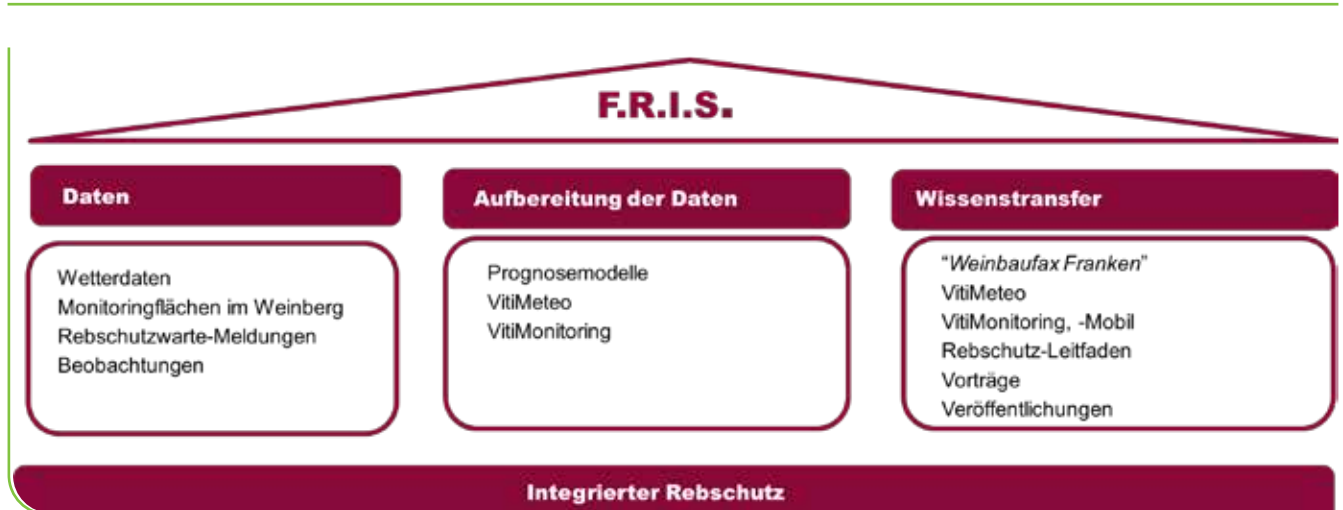 F.R.I.S.
Daten
Wetterdaten
Monitoringflächen im Weinberg
Rebschutzwarte-Meldungen
Beobachtungen
Aufbereitung der Daten
Prognosemodelle
VitiMeteo
VitiMonitoring
Wissenstransfer
"Weinbaufax Franken"
VitiMeteo
VitiMonitoring, -Mobil
Rebschutz-Leitfaden
Vorträge
Veröffentlichungen
Integrierter Rebschutz